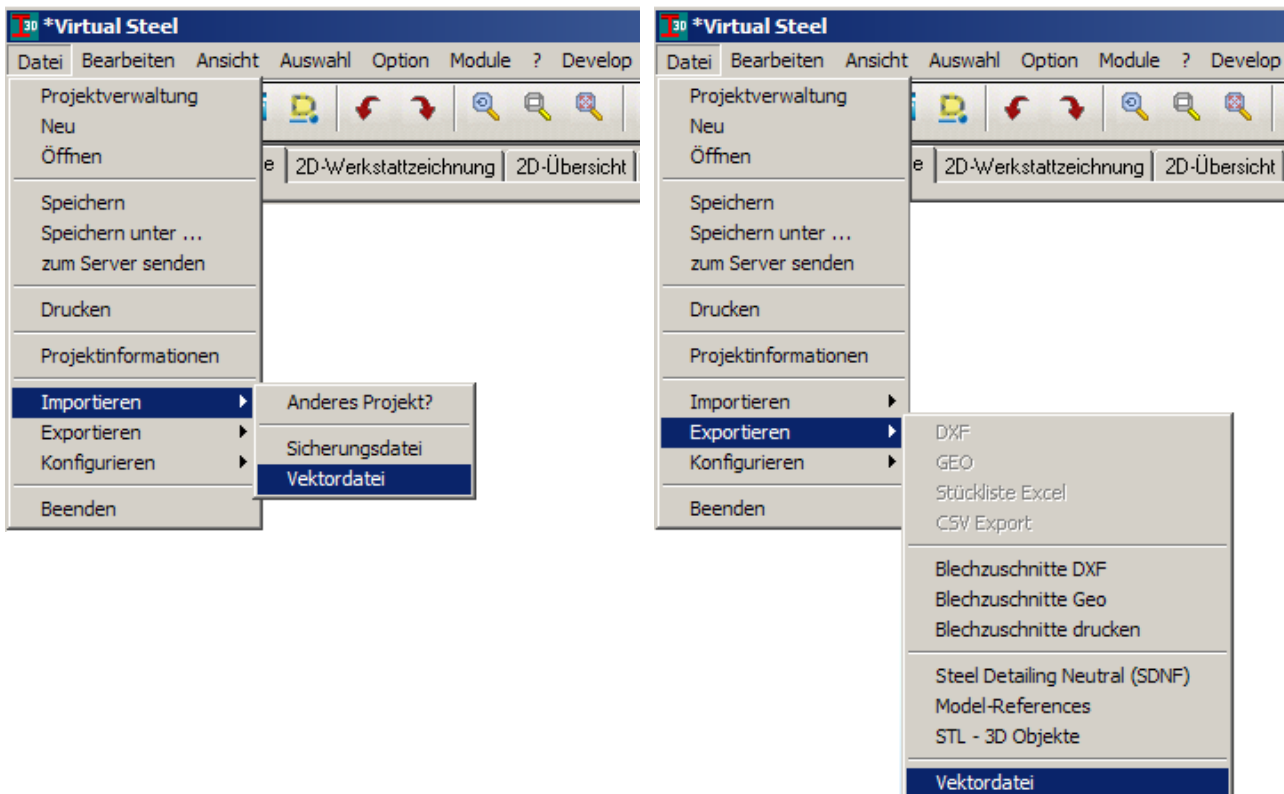 *Virtual Steel
Datei Bearbeiten Ansicht Auswahl Option Module ? Develop
Projektverwaltung
Neu
Öffnen
e 2D-Werkstattzeichnung 2D-Übersicht
Speichern
Speichern unter ...
zum Server senden
Drucken
Projektinformationen
Importieren
Exportieren
Konfigurieren
Beenden
Anderes Projekt?
Sicherungsdatei
Vektordatei
*Virtual Steel
Datei Bearbeiten Ansicht Auswahl Option Module ? Develop
Projektverwaltung
Neu
Öffnen
e 2D-Werkstattzeichnung 2D-Übersicht
Speichern
Speichern unter ...
zum Server senden
Drucken
Projektinformationen
Importieren
Exportieren
Konfigurieren
Beenden
DXF
GEO
Stückliste Excel
CSV Export
Blechzuschnitte DXF
Blechzuschnitte Geo
Blechzuschnitte drucken
Steel Detailing Neutral (SDNF)
Model-References
STL - 3D Objekte
Vektordatei